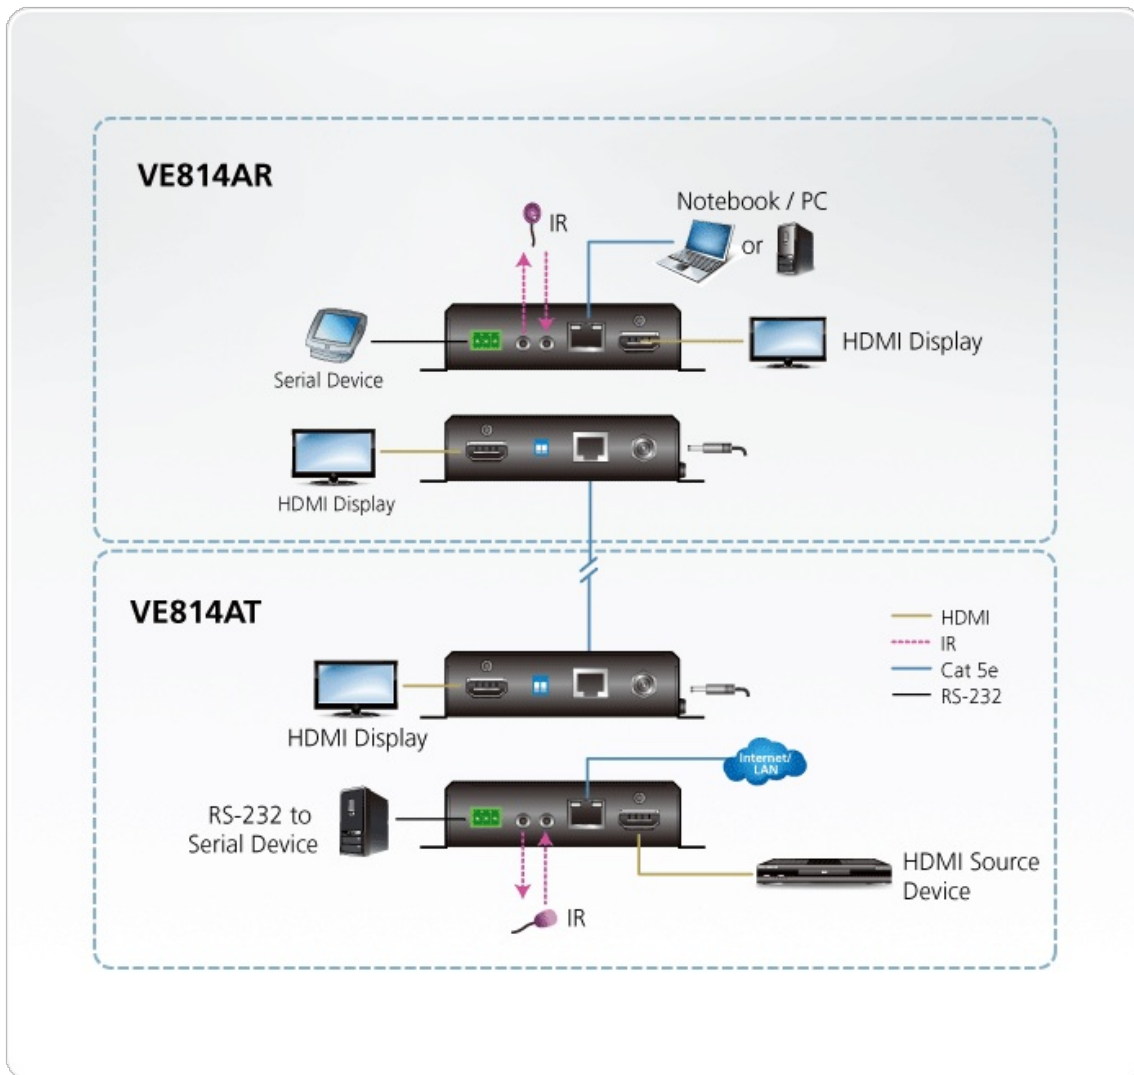 VE814AR
Notebook / PC
IR
or
HDMI Display
Serial Device
HDMI Display
VE814AT
HDMI
IR
Cat 5e
RS-232
HDMI Display
Internet/
LAN
RS-232 to
Serial Device
HDMI Source
Device
IR